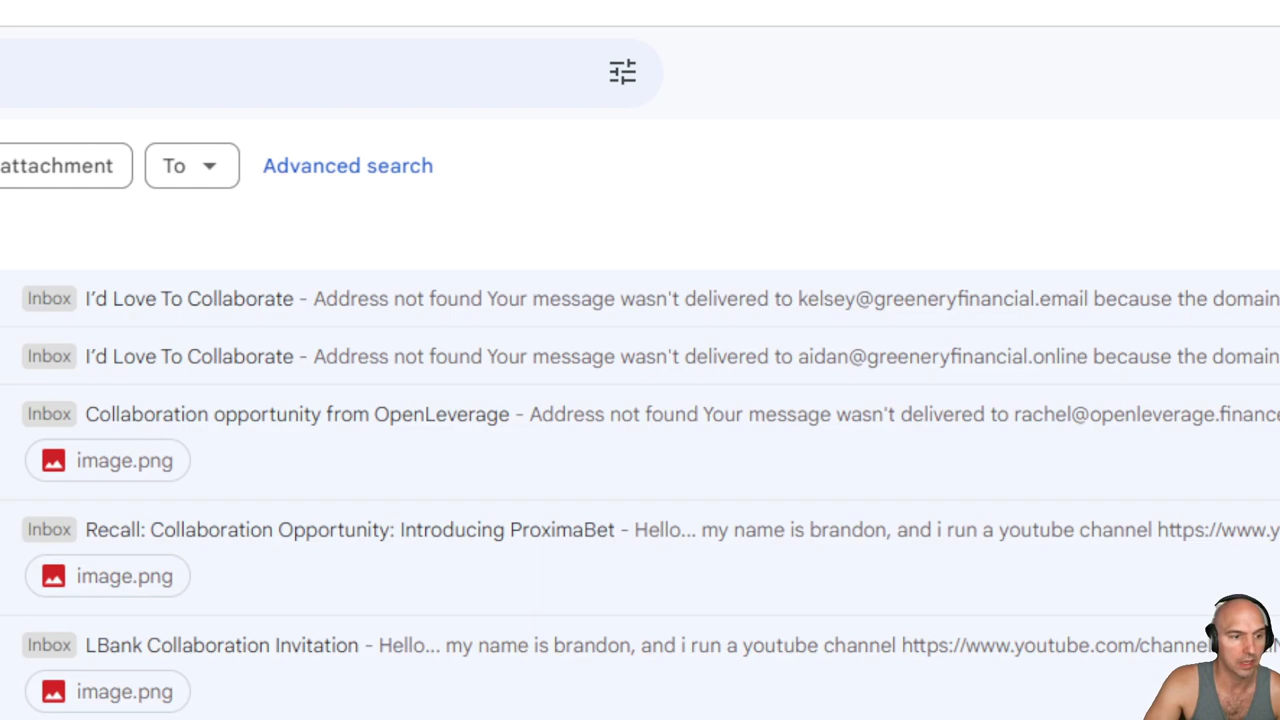 attachment To Advanced search
Inbox I’d Love To Collaborate - Address not found Your message wasn't delivered to kelsey@greeneryfinancial.email because the domain
Inbox I’d Love To Collaborate - Address not found Your message wasn't delivered to aidan@greeneryfinancial.online because the domain
Inbox Collaboration opportunity from OpenLeverage - Address not found Your message wasn't delivered to rachel@openleverage.finance
image.png
Inbox Recall: Collaboration Opportunity: Introducing ProximaBet - Hello... my name is brandon, and i run a youtube channel https://www.y
image.png
Inbox LBank Collaboration Invitation - Hello... my name is brandon, and i run a youtube channel https://www.youtube.com/channel
image.png